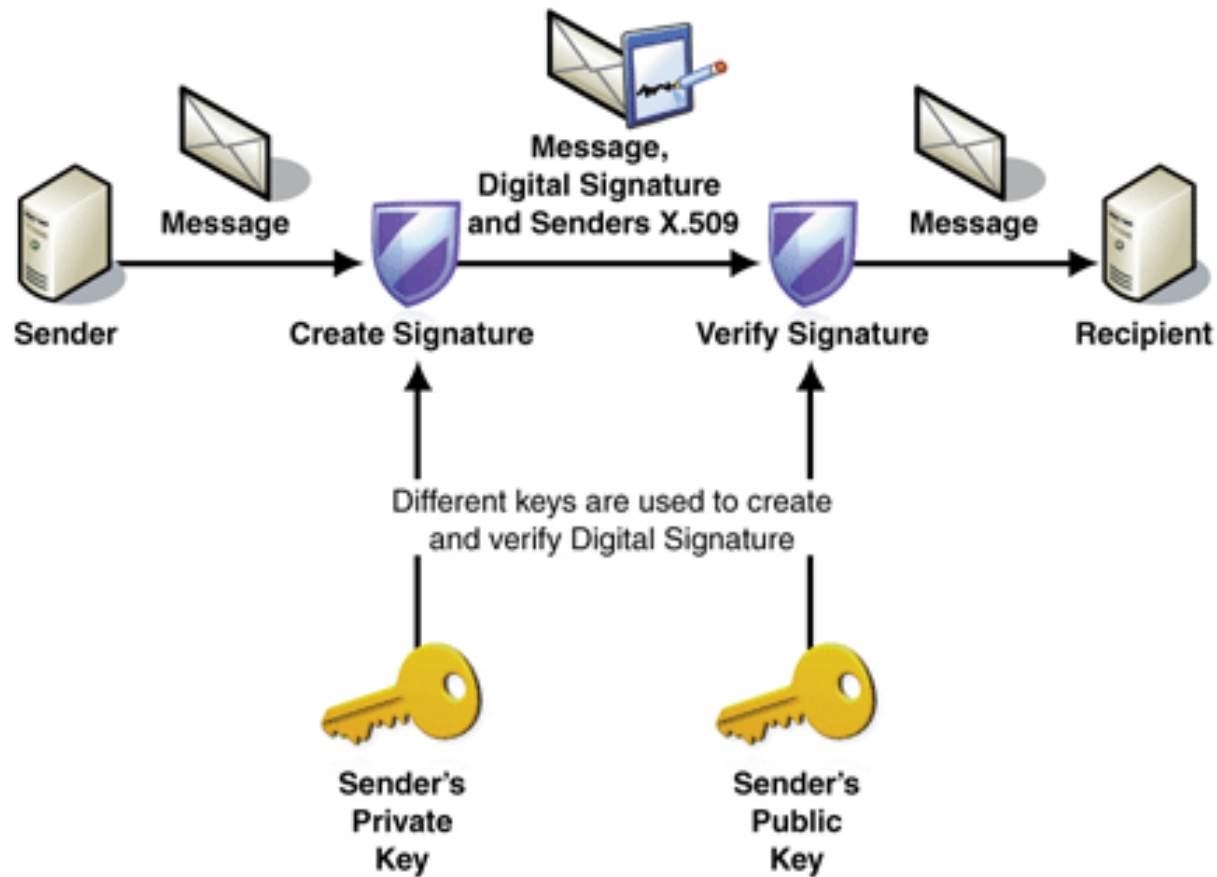 Message,
Digital Signature
and Senders X.509
Message
Message
Sender
Create Signature
Verify Signature
Recipient
Different keys are used to create
and verify Digital Signature
Sender's
Private
Key
Sender's
Public
Key